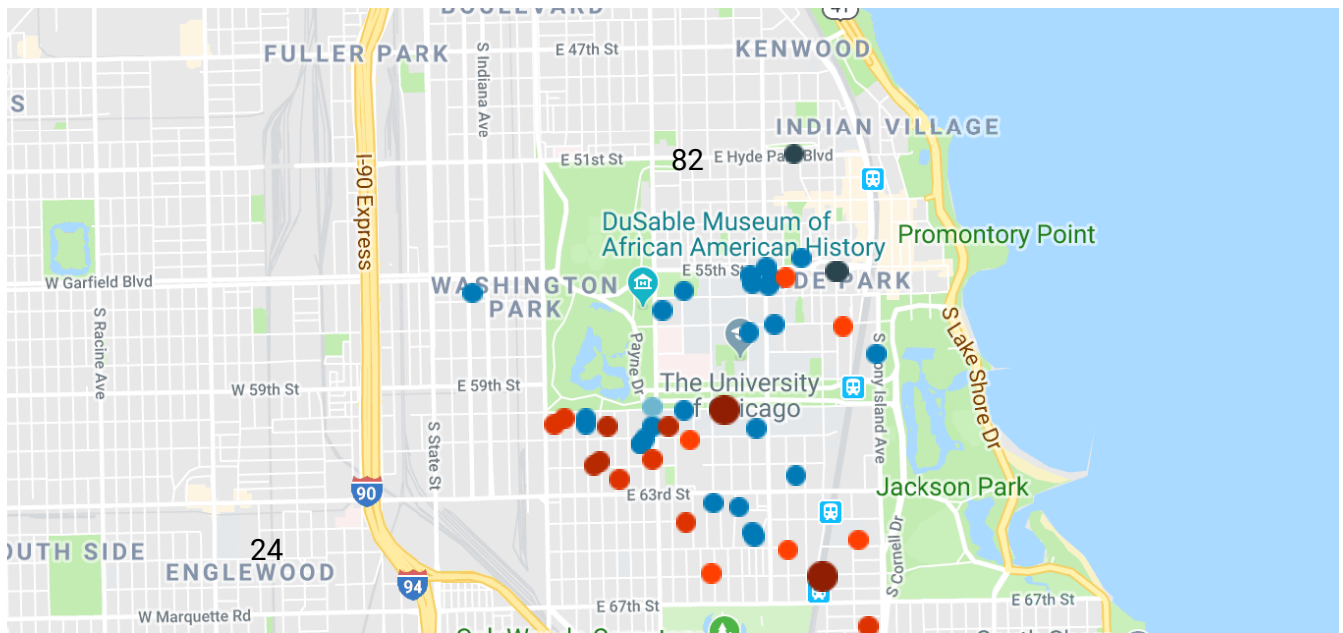 BOULEVARD
41
FULLER PARK
E 47th St
KENWOOD
S Indiana Ave
S
INDIAN VILLAGE
E 51st St
82
E Hyde Park Blvd
I-90 Express
DuSable Museum of
African American History
Promontory Point
E 55th St
W Garfield Blvd
WASHINGTON
PARK
DE PARK
S Racine Ave
Payne Dr
S Lake Shore Dr
ony Island Ave
W 59th St
E 59th St
The University
of Chicago
S State St
90
E 63rd St
Jackson Park
S Cornell Dr
OUTH SIDE
24
ENGLEWOOD
94
W Marquette Rd
E 67th St
E 67th St